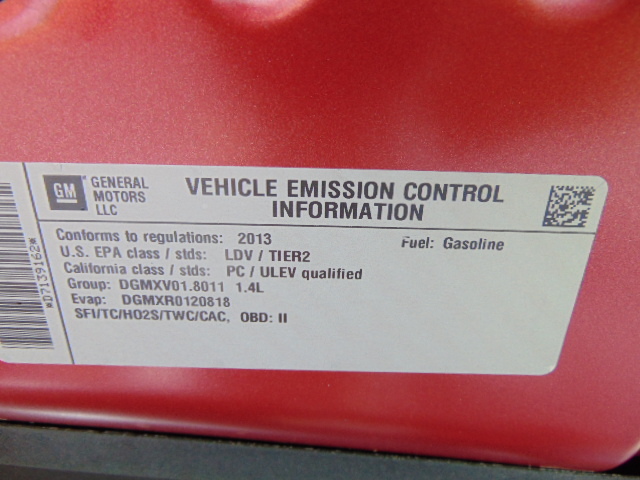 GM
GENERAL
MOTORS
LLC
VEHICLE EMISSION CONTROL
INFORMATION
Conforms to regulations: 2013
Fuel: Gasoline
U.S. EPA class / stds: LDV / TIER2
California class / stds: PC / ULEV qualified
Group: DGMXV01.8011 1.4L
Evap: DGMXR0120818
SFI/TC/HO2S/TWC/CAC, OBD: II
*D7139162*